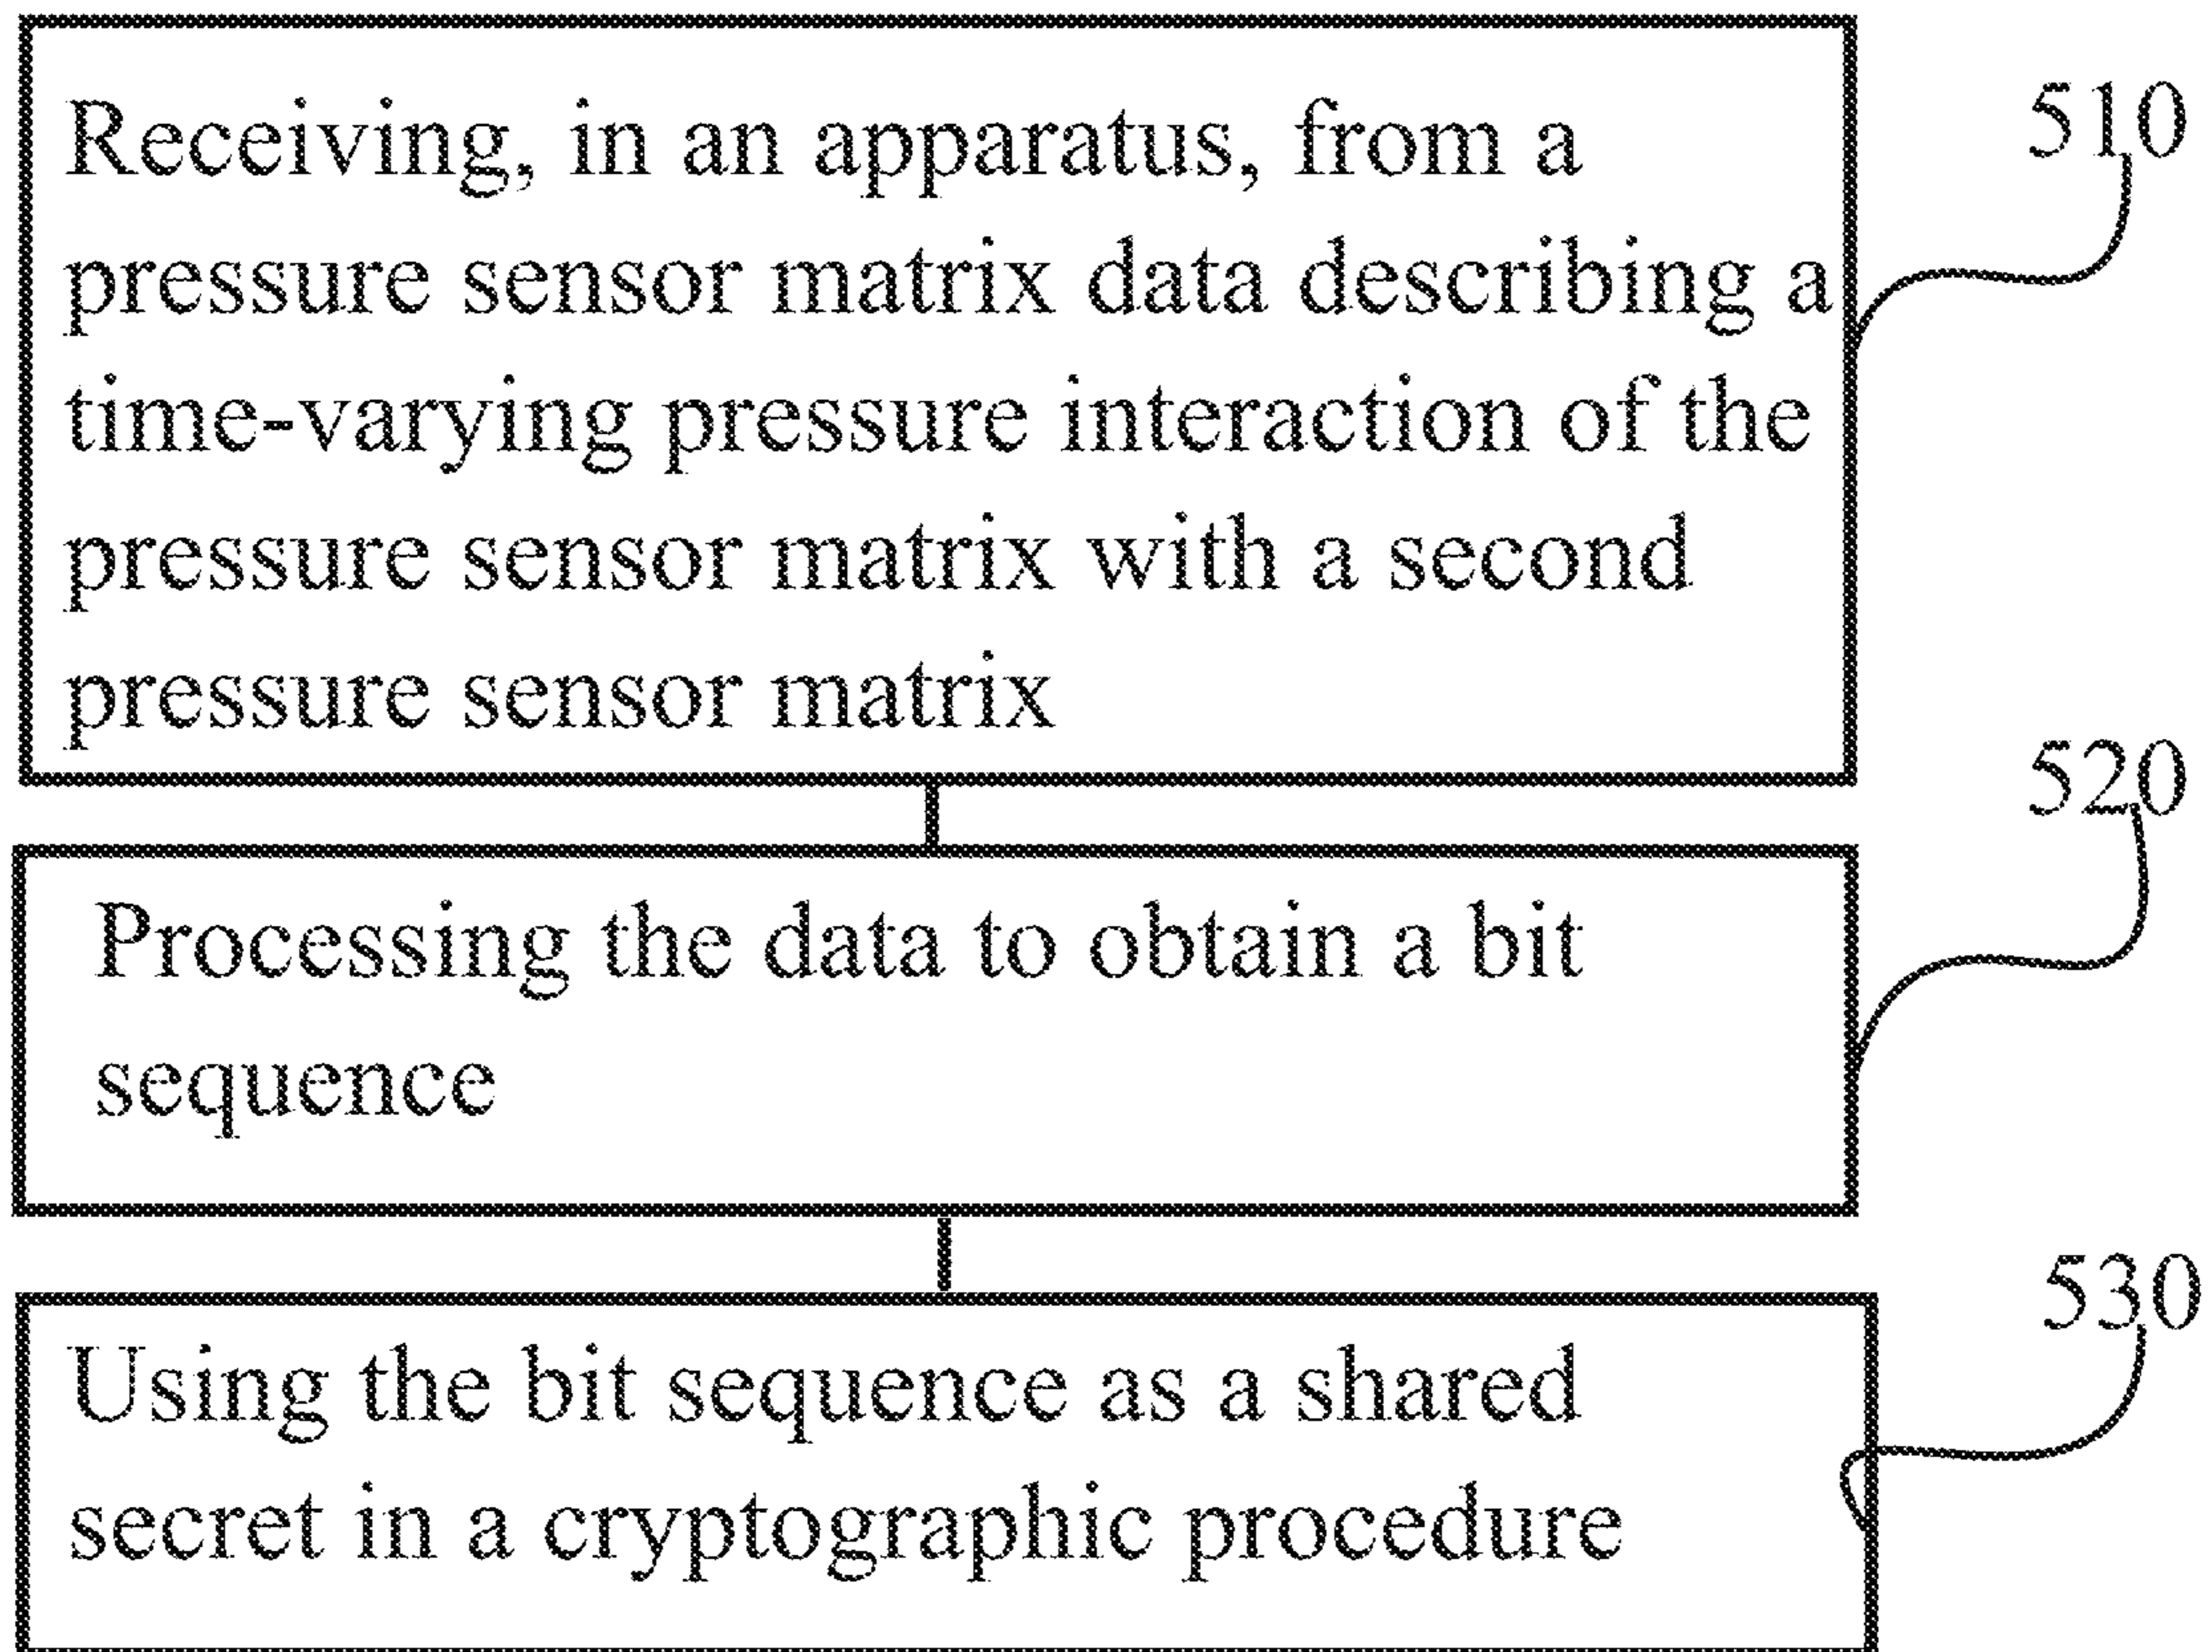 Receiving, in an apparatus, from a
510
pressure sensor matrix data describing a
time-varying pressure interaction of the
pressure sensor matrix with a second
pressure sensor matrix
520
Processing the data to obtain a bit
sequence
530
Using the bit sequence as a shared
secret in a cryptographic procedure